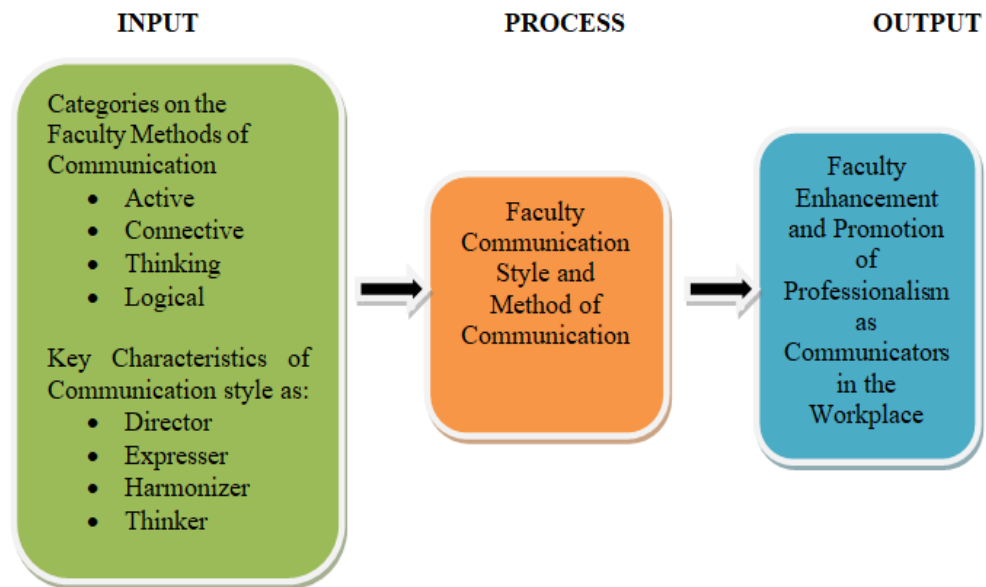 INPUT
PROCESS
OUTPUT
Categories on the
Faculty Methods of
Communication
• Active
• Connective
• Thinking
• Logical
Key Characteristics of
Communication style as:
• Director
• Expresser
• Harmonizer
• Thinker
Faculty
Communication
Style and
Method of
Communication
Faculty
Enhancement
and Promotion
of
Professionalism
as
Communicators
in the
Workplace